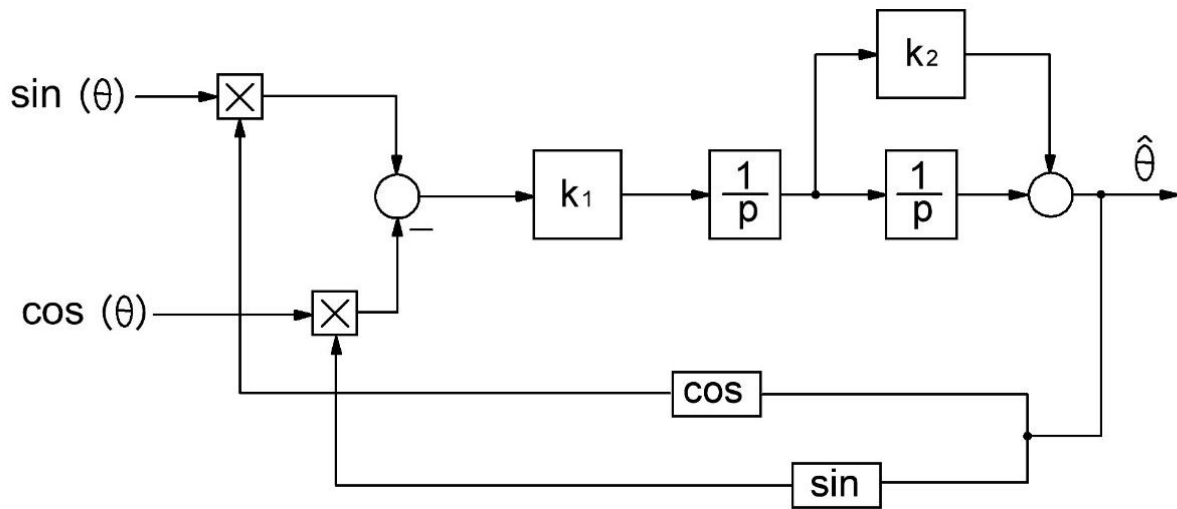 sin (θ)
k₂
θ̂
k₁
1
p
1
p
−
cos (θ)
cos
sin